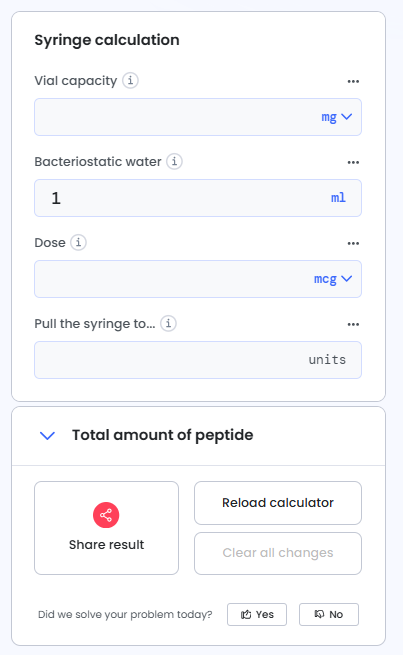 Syringe calculation
Vial capacity i ...
mg
Bacteriostatic water i ...
1 ml
Dose i ...
mcg
Pull the syringe to... i ...
units
Total amount of peptide
Share result
Reload calculator
Clear all changes
Did we solve your problem today? Yes No